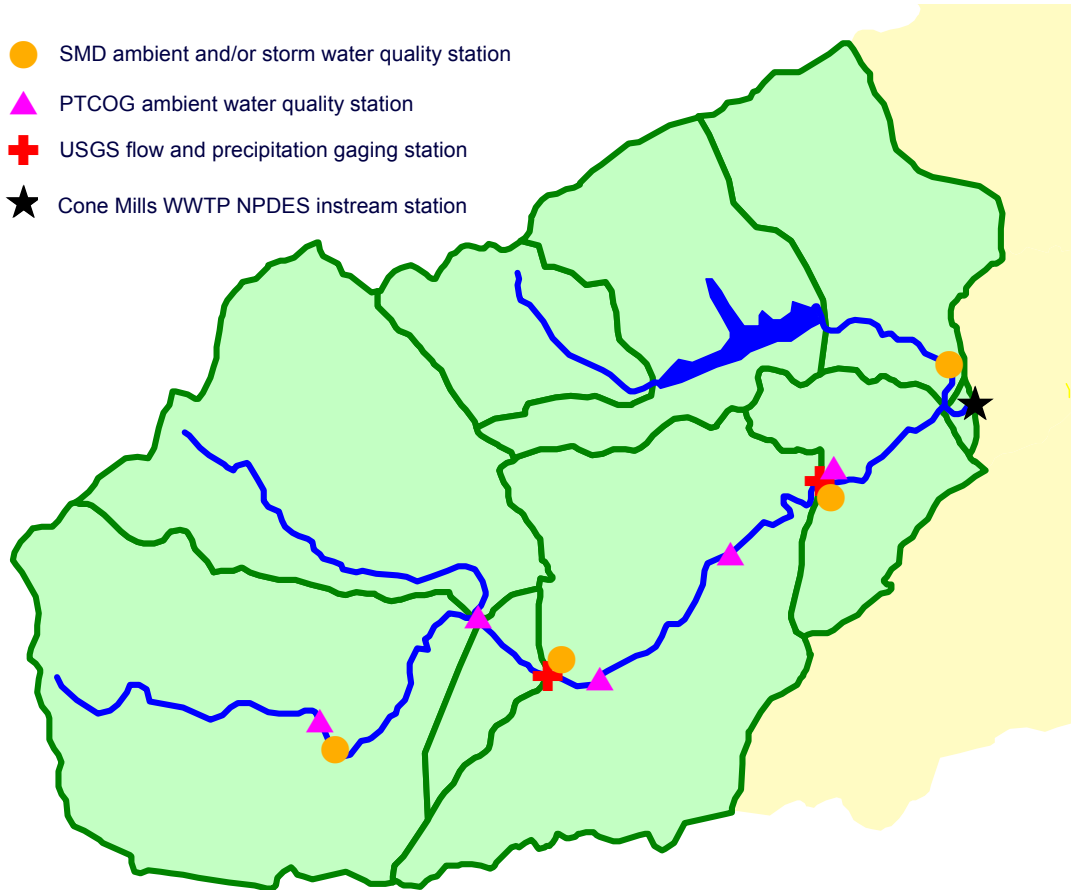 SMD ambient and/or storm water quality station
PTCOG ambient water quality station
USGS flow and precipitation gaging station
Cone Mills WWTP NPDES instream station